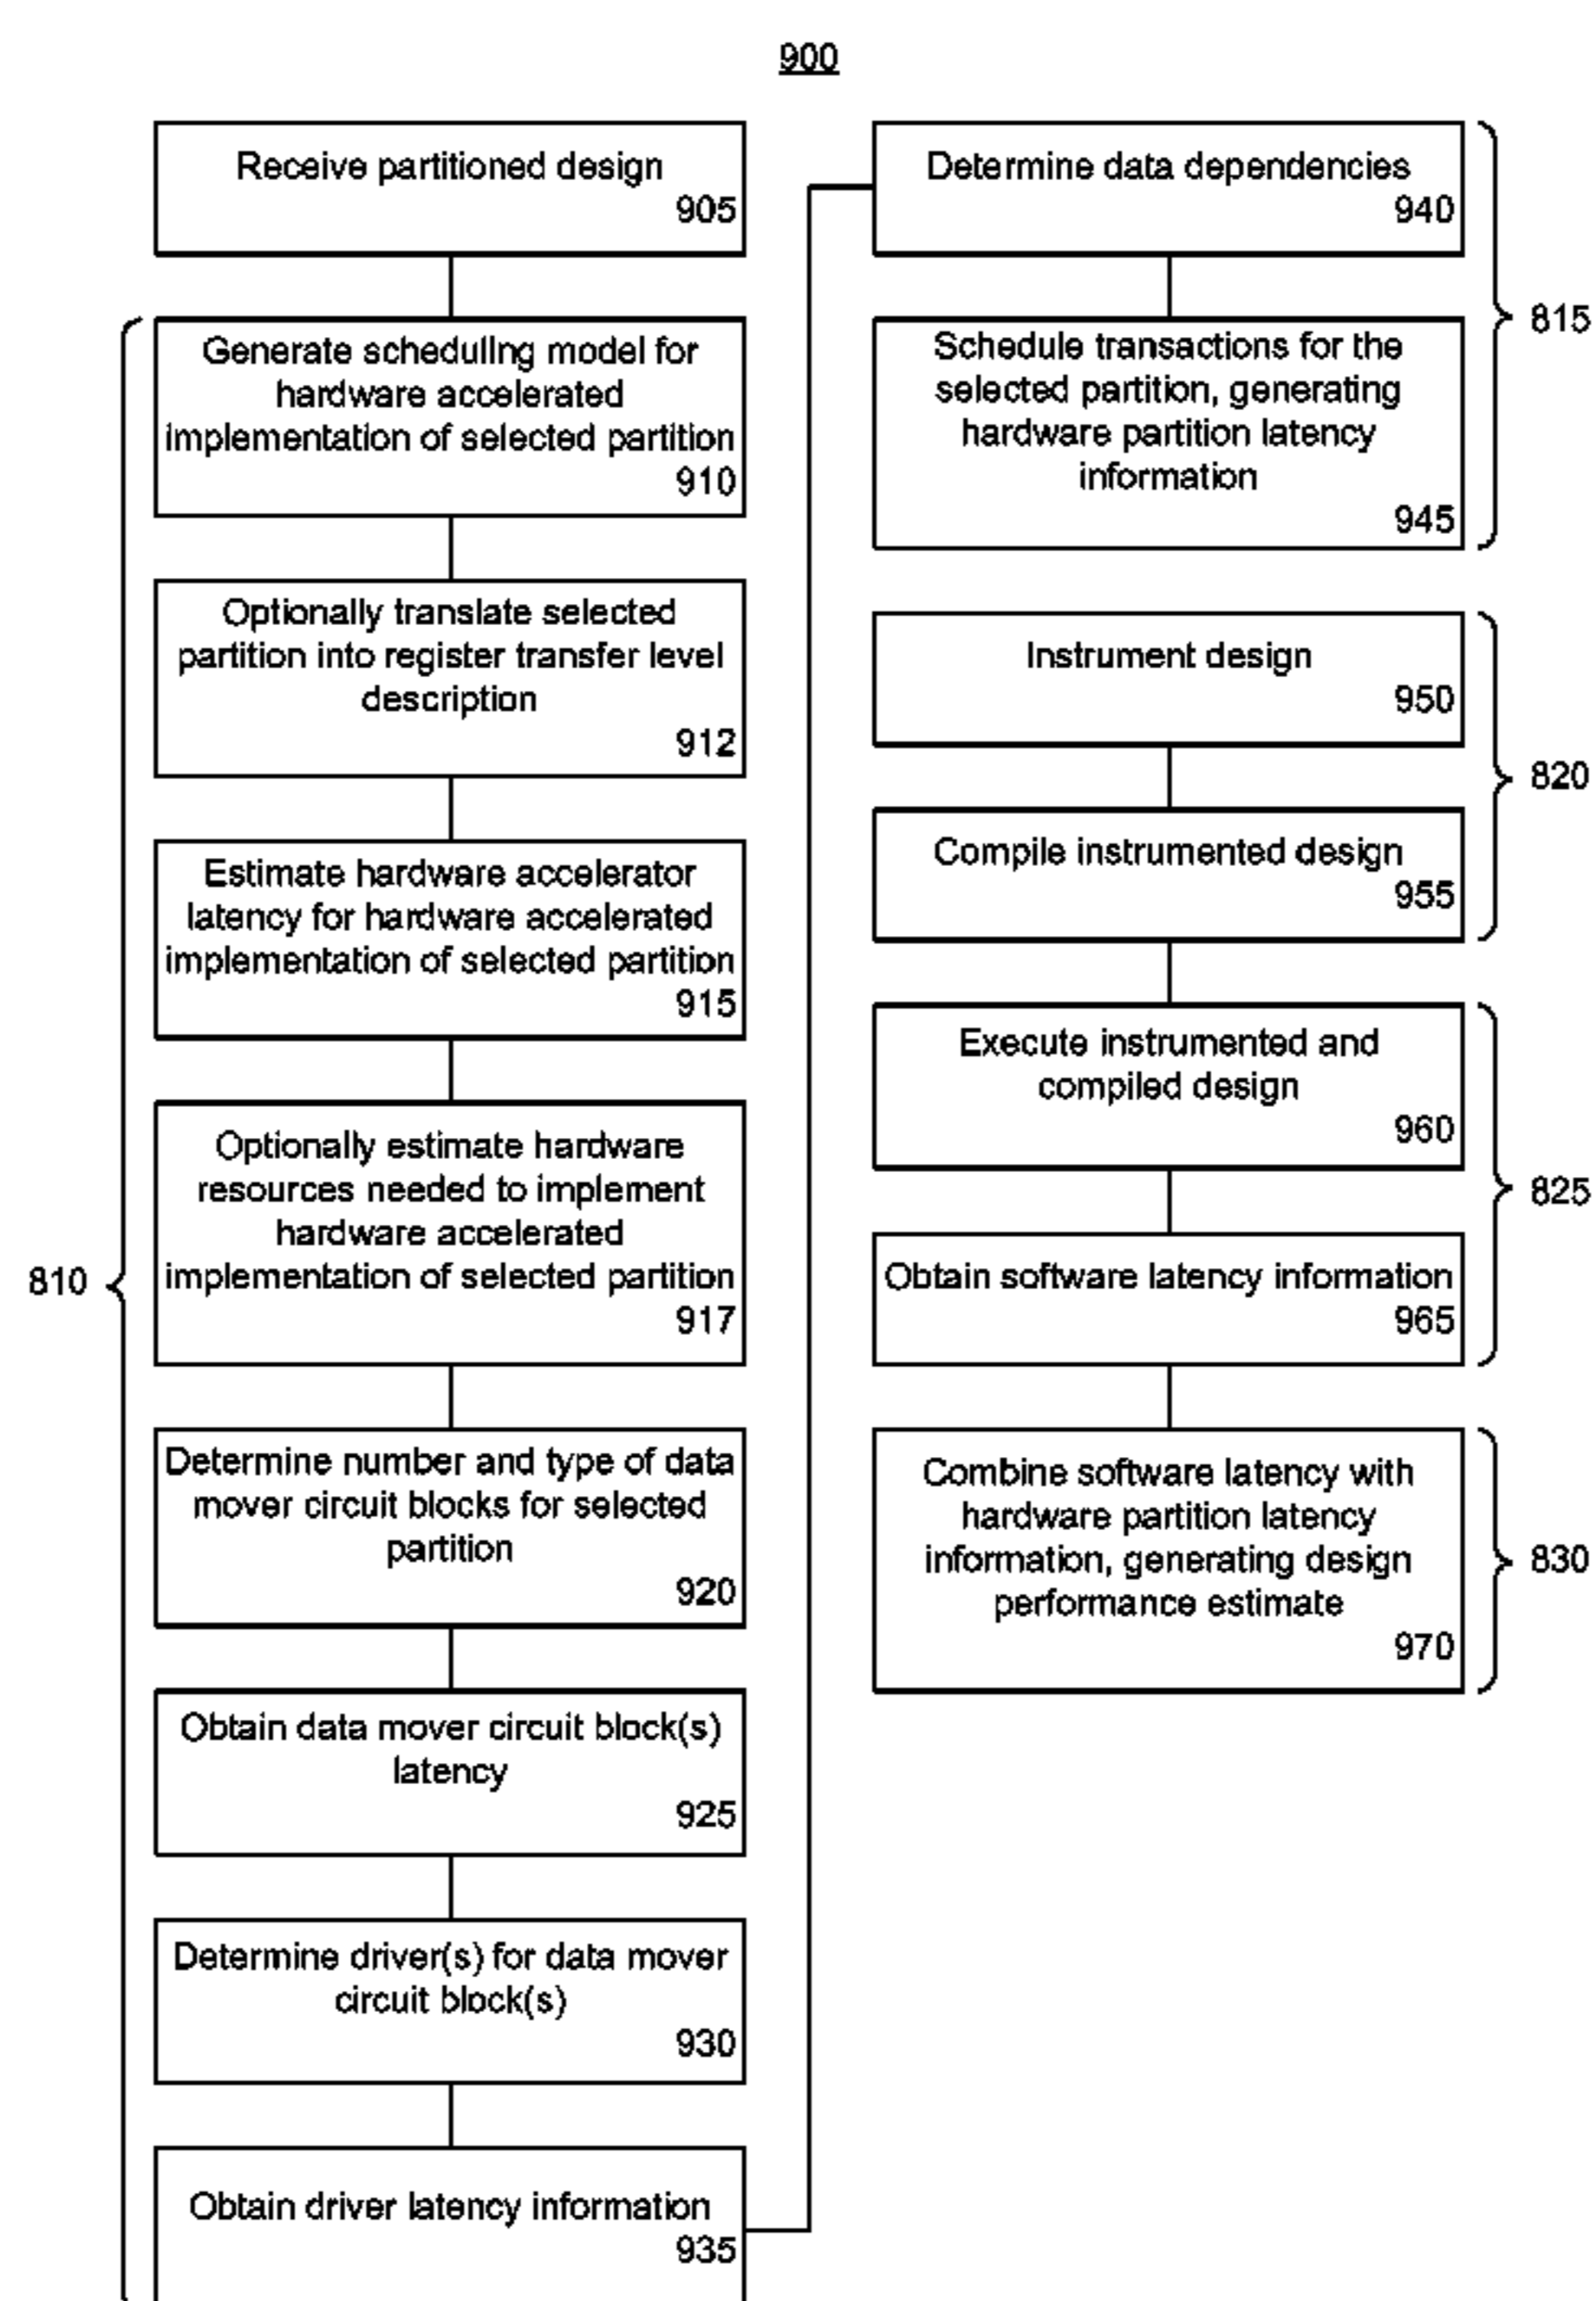 900
Receive partitioned design
905
Generate scheduling model for
hardware accelerated
implementation of selected partition
910
Optionally translate selected
partition into register transfer level
description
912
Estimate hardware accelerator
latency for hardware accelerated
implementation of selected partition
915
Optionally estimate hardware
resources needed to implement
hardware accelerated
implementation of selected partition
917
810
Determine number and type of data
mover circuit blocks for selected
partition
920
Obtain data mover circuit block(s)
latency
925
Determine driver(s) for data mover
circuit block(s)
930
Obtain driver latency information
935
Determine data dependencies
940
Schedule transactions for the
selected partition, generating
hardware partition latency
information
945
815
Instrument design
950
Compile instrumented design
955
820
Execute instrumented and
compiled design
960
Obtain software latency information
965
825
Combine software latency with
hardware partition latency
information, generating design
performance estimate
970
830